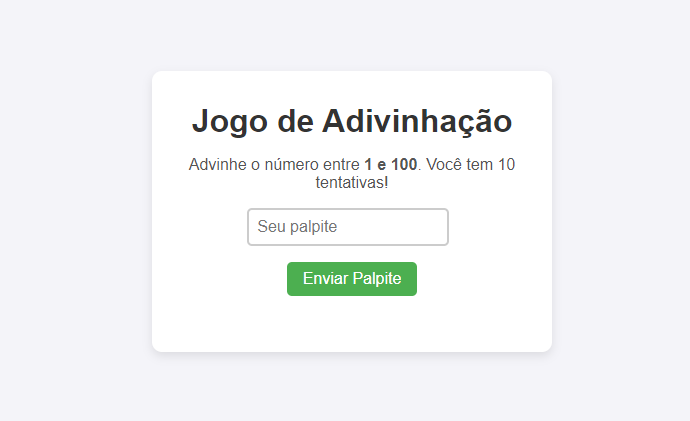 Jogo de Adivinhação
Advinhe o número entre 1 e 100. Você tem 10
tentativas!
Seu palpite
Enviar Palpite